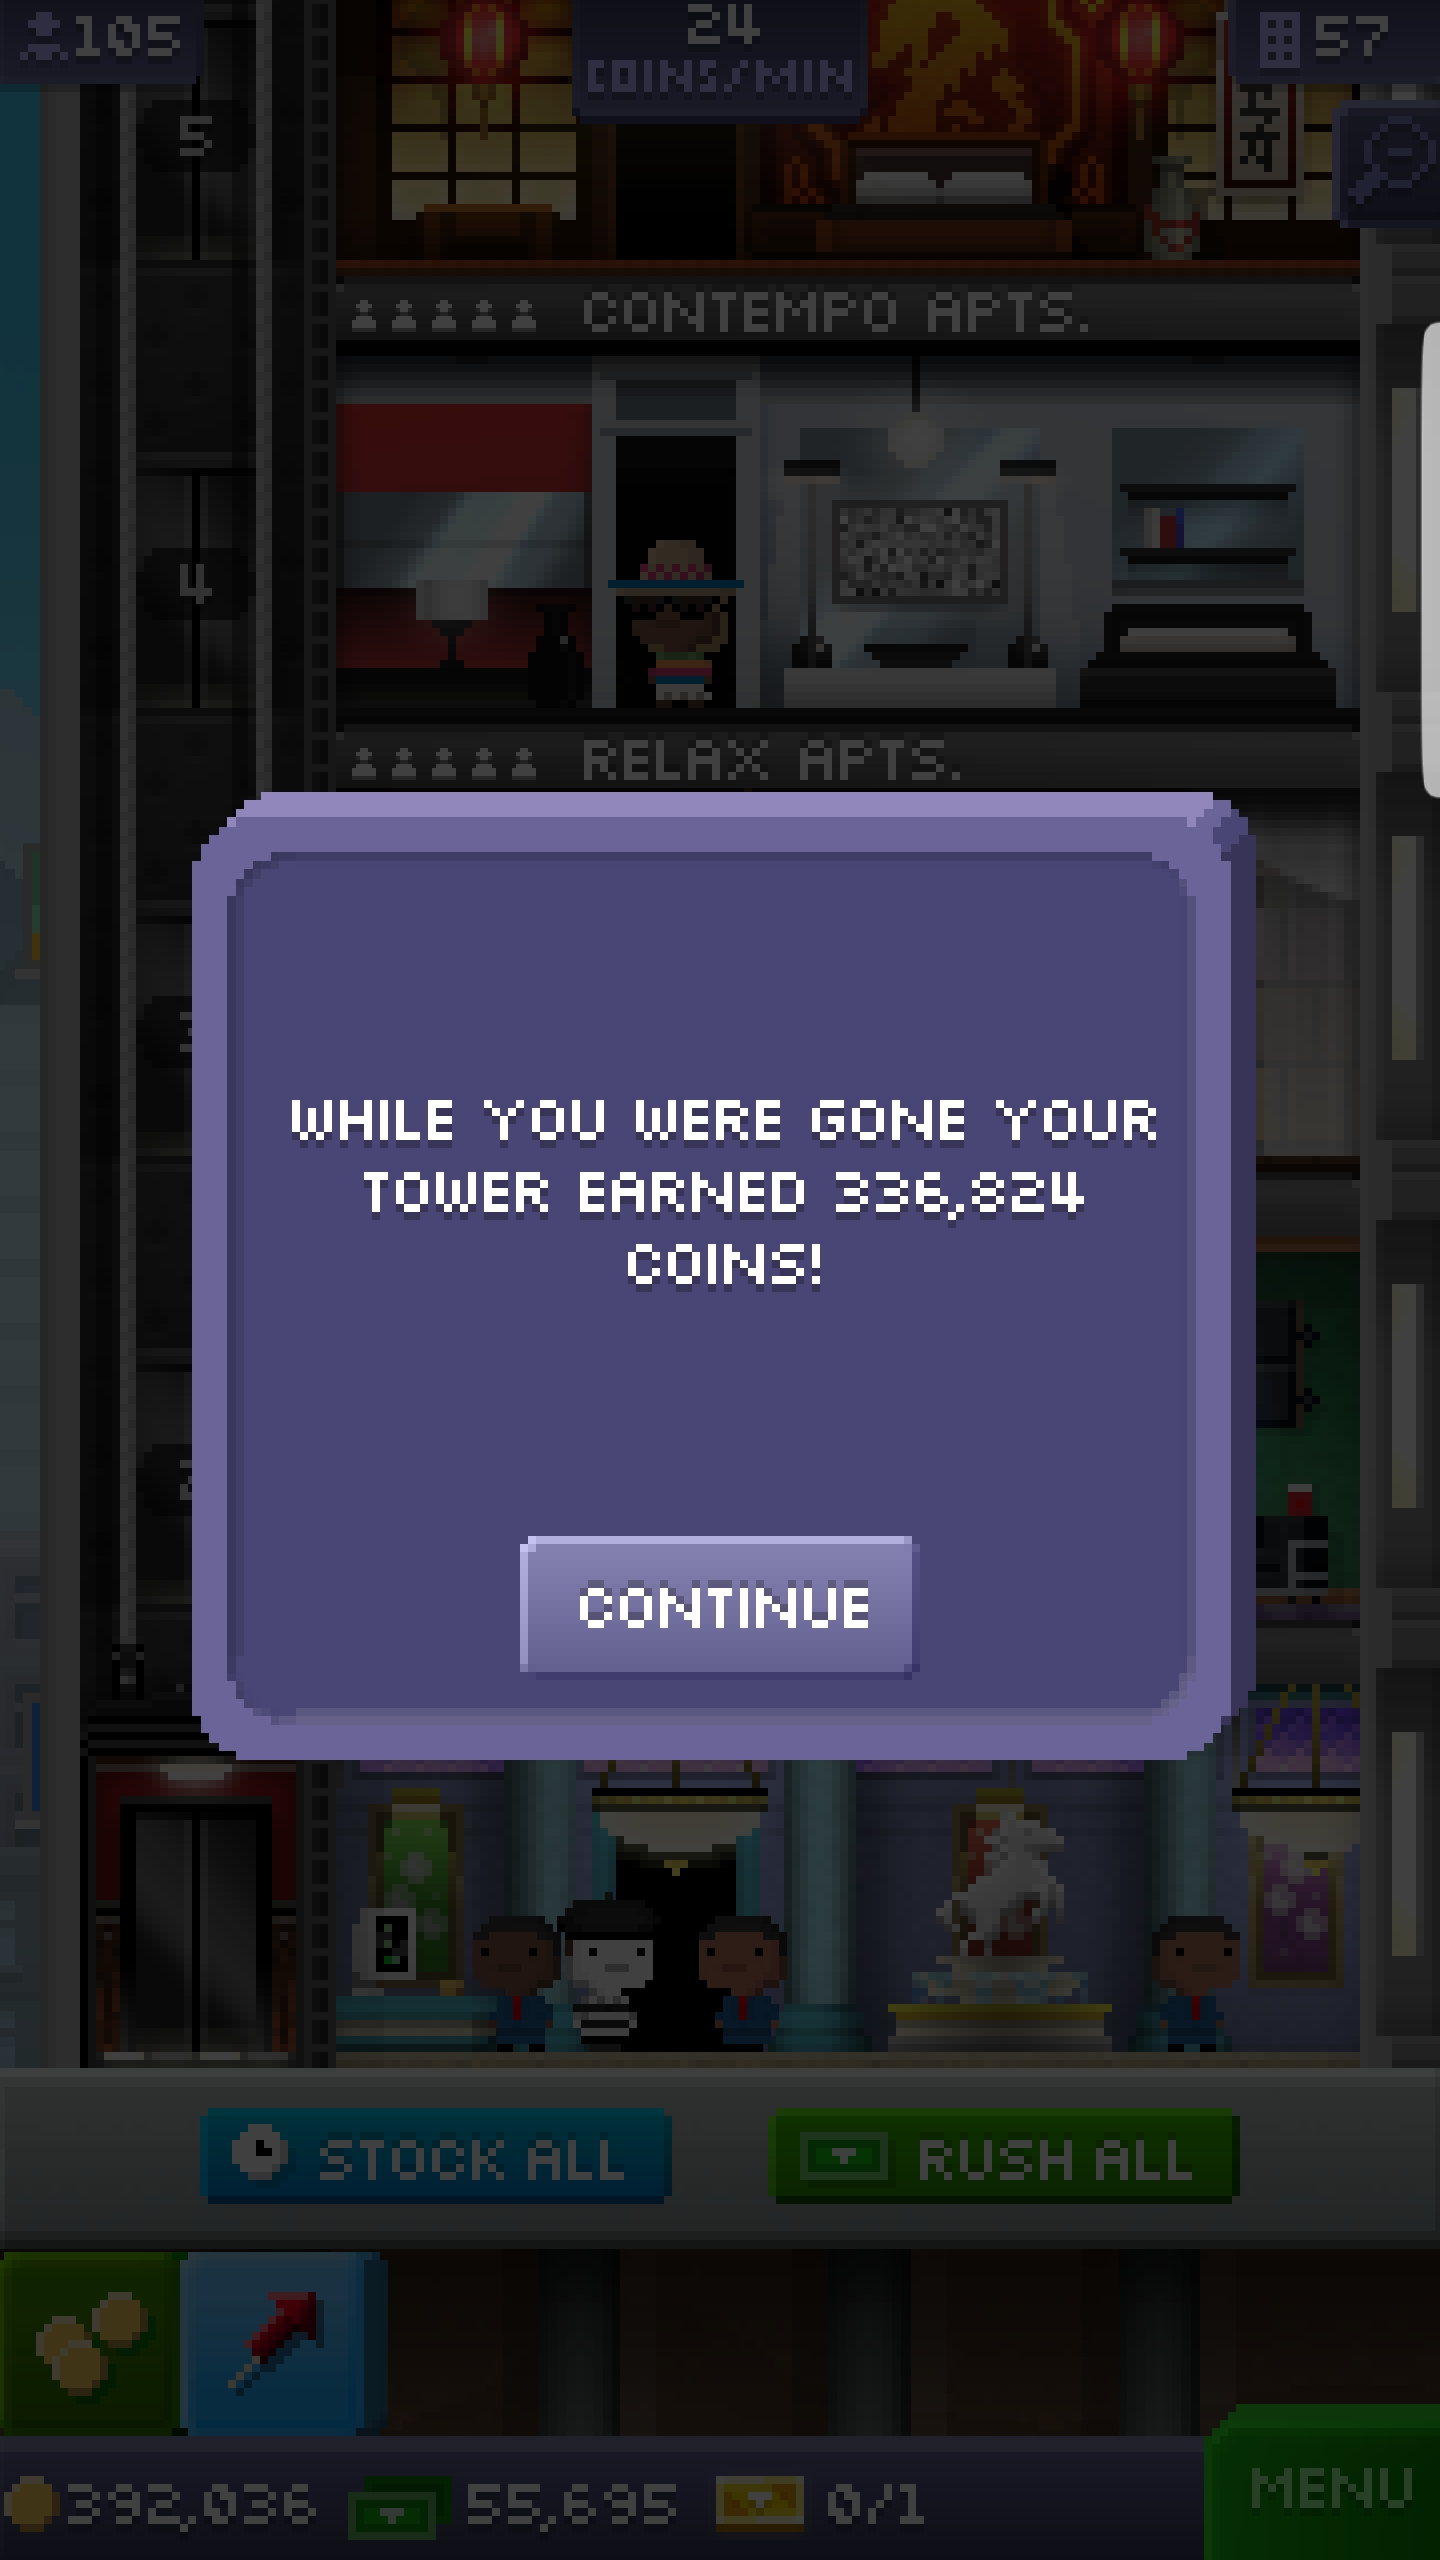 105
24
COINS/MIN
57
5
CONTEMPO APTS.
4
RELAX APTS.
WHILE YOU WERE GONE YOUR
TOWER EARNED 336,824
COINS!
CONTINUE
STOCK ALL
RUSH ALL
392,036
55,695
0/1
MENU